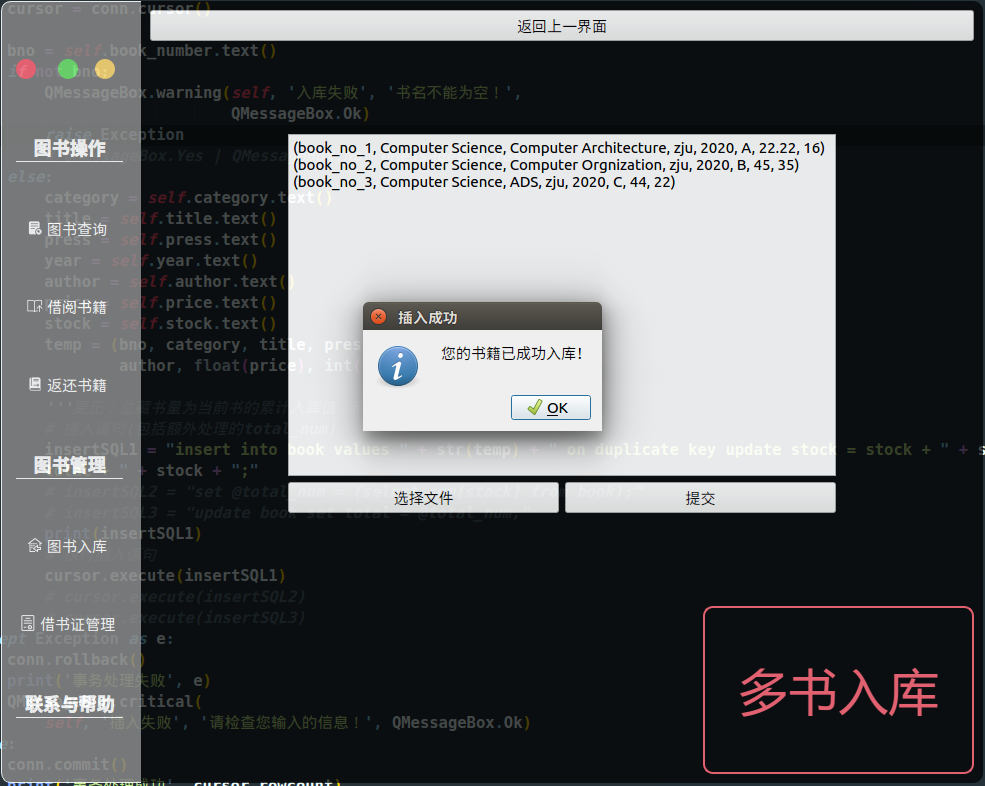 cursor = conn.cursor()
返回上一界面
bno = self.book_number.text()
if not bno:
QMessageBox.warning(self, '入库失败', '书名不能为空！',
QMessageBox.Ok)
raise Exception
图书操作
(book_no_1, Computer Science, Computer Architecture, zju, 2020, A, 22.22, 16)
(book_no_2, Computer Science, Computer Orgnization, zju, 2020, B, 45, 35)
(book_no_3, Computer Science, ADS, zju, 2020, C, 44, 22)
else:
category = self.category.text()
title = self.title.text()
图书查询
press = self.press.text()
year = self.year.text()
author = self.author.text()
借阅书籍
self.price.text()
stock = self.stock.text()
temp = (bno, category, title, press
author, float(price), int(
返还书籍
插入成功
您的书籍已成功入库!
OK
insertSQL1 = "insert into book values " + str(temp) + " on duplicate key update stock = stock + " + s
图书管理
" + stock + ";"
# insertSQL2 = "set @total_num =
选择文件
提交
# insertSQL3 = "update book set total = @total_num;"
print(insertSQL1)
图书入库
cursor.execute(insertSQL1)
# cursor.execute(insertSQL2)
cursor.execute(insertSQL3)
借书证管理
ept Exception as e:
conn.rollback()
print('事务处理失败', e)
联系与帮助
critical(
self, '插入失败', '请检查您输入的信息！', QMessageBox.Ok)
e:
conn.commit()
print('事务处理成功', cursor.rowcount)
多书入库